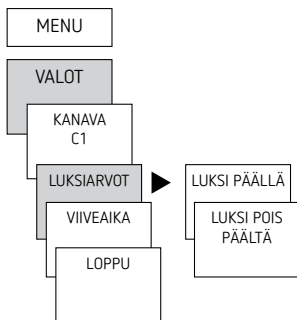 MENU
VALOT
KANAVA
C1
LUKSIARVOT
LUKSI PÄÄLLÄ
VIIVEAIKA
LUKSI POIS
PÄÄLTÄ
LOPPU